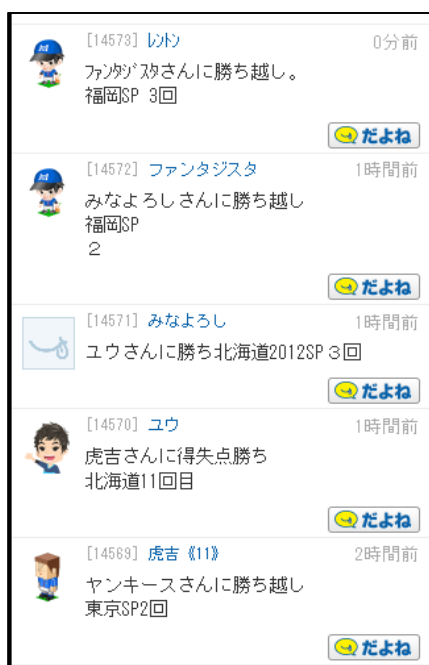 [14573] ﾚﾝﾄﾝ 0分前
ﾌｧﾝﾀｼﾞｽﾀさんに勝ち越し。
福岡SP 3回
だよね
[14572] ファンタジスタ 1時間前
みなよろしさんに勝ち越し
福岡SP
２
だよね
[14571] みなよろし 1時間前
ユウさんに勝ち北海道2012SP３回
だよね
[14570] ユウ 1時間前
虎吉さんに得失点勝ち
北海道11回目
だよね
[14569] 虎吉《11》 2時間前
ヤンキースさんに勝ち越し
東京SP2回
だよね